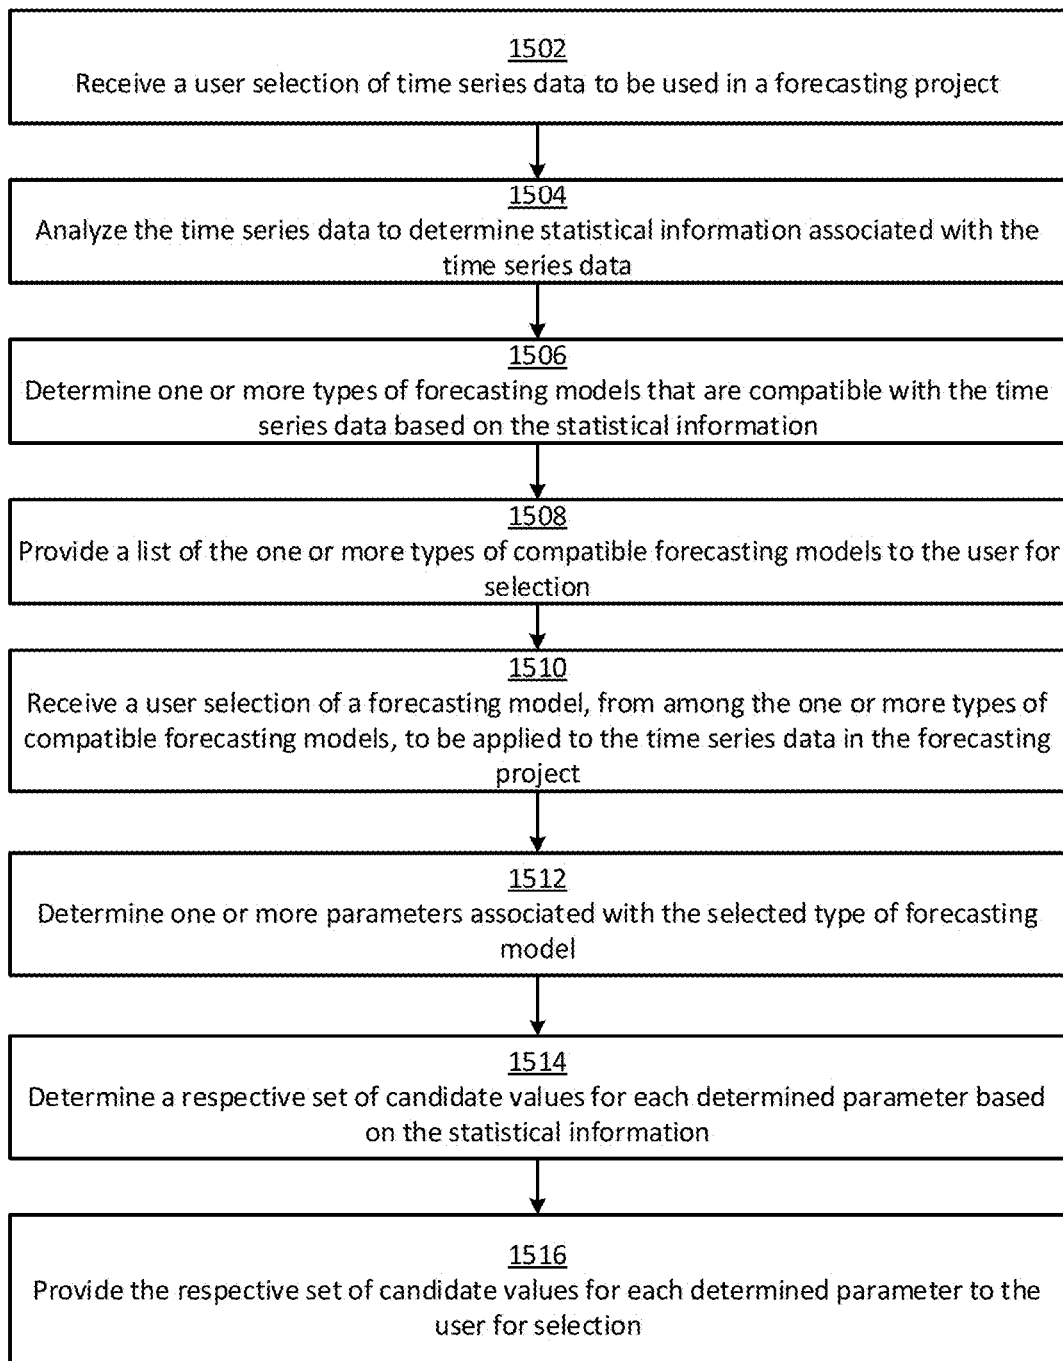 1502
Receive a user selection of time series data to be used in a forecasting project
1504
Analyze the time series data to determine statistical information associated with the
time series data
1506
Determine one or more types of forecasting models that are compatible with the time
series data based on the statistical information
1508
Provide a list of the one or more types of compatible forecasting models to the user for
selection
1510
Receive a user selection of a forecasting model, from among the one or more types of
compatible forecasting models, to be applied to the time series data in the forecasting
project
1512
Determine one or more parameters associated with the selected type of forecasting
model
1514
Determine a respective set of candidate values for each determined parameter based
on the statistical information
1516
Provide the respective set of candidate values for each determined parameter to the
user for selection